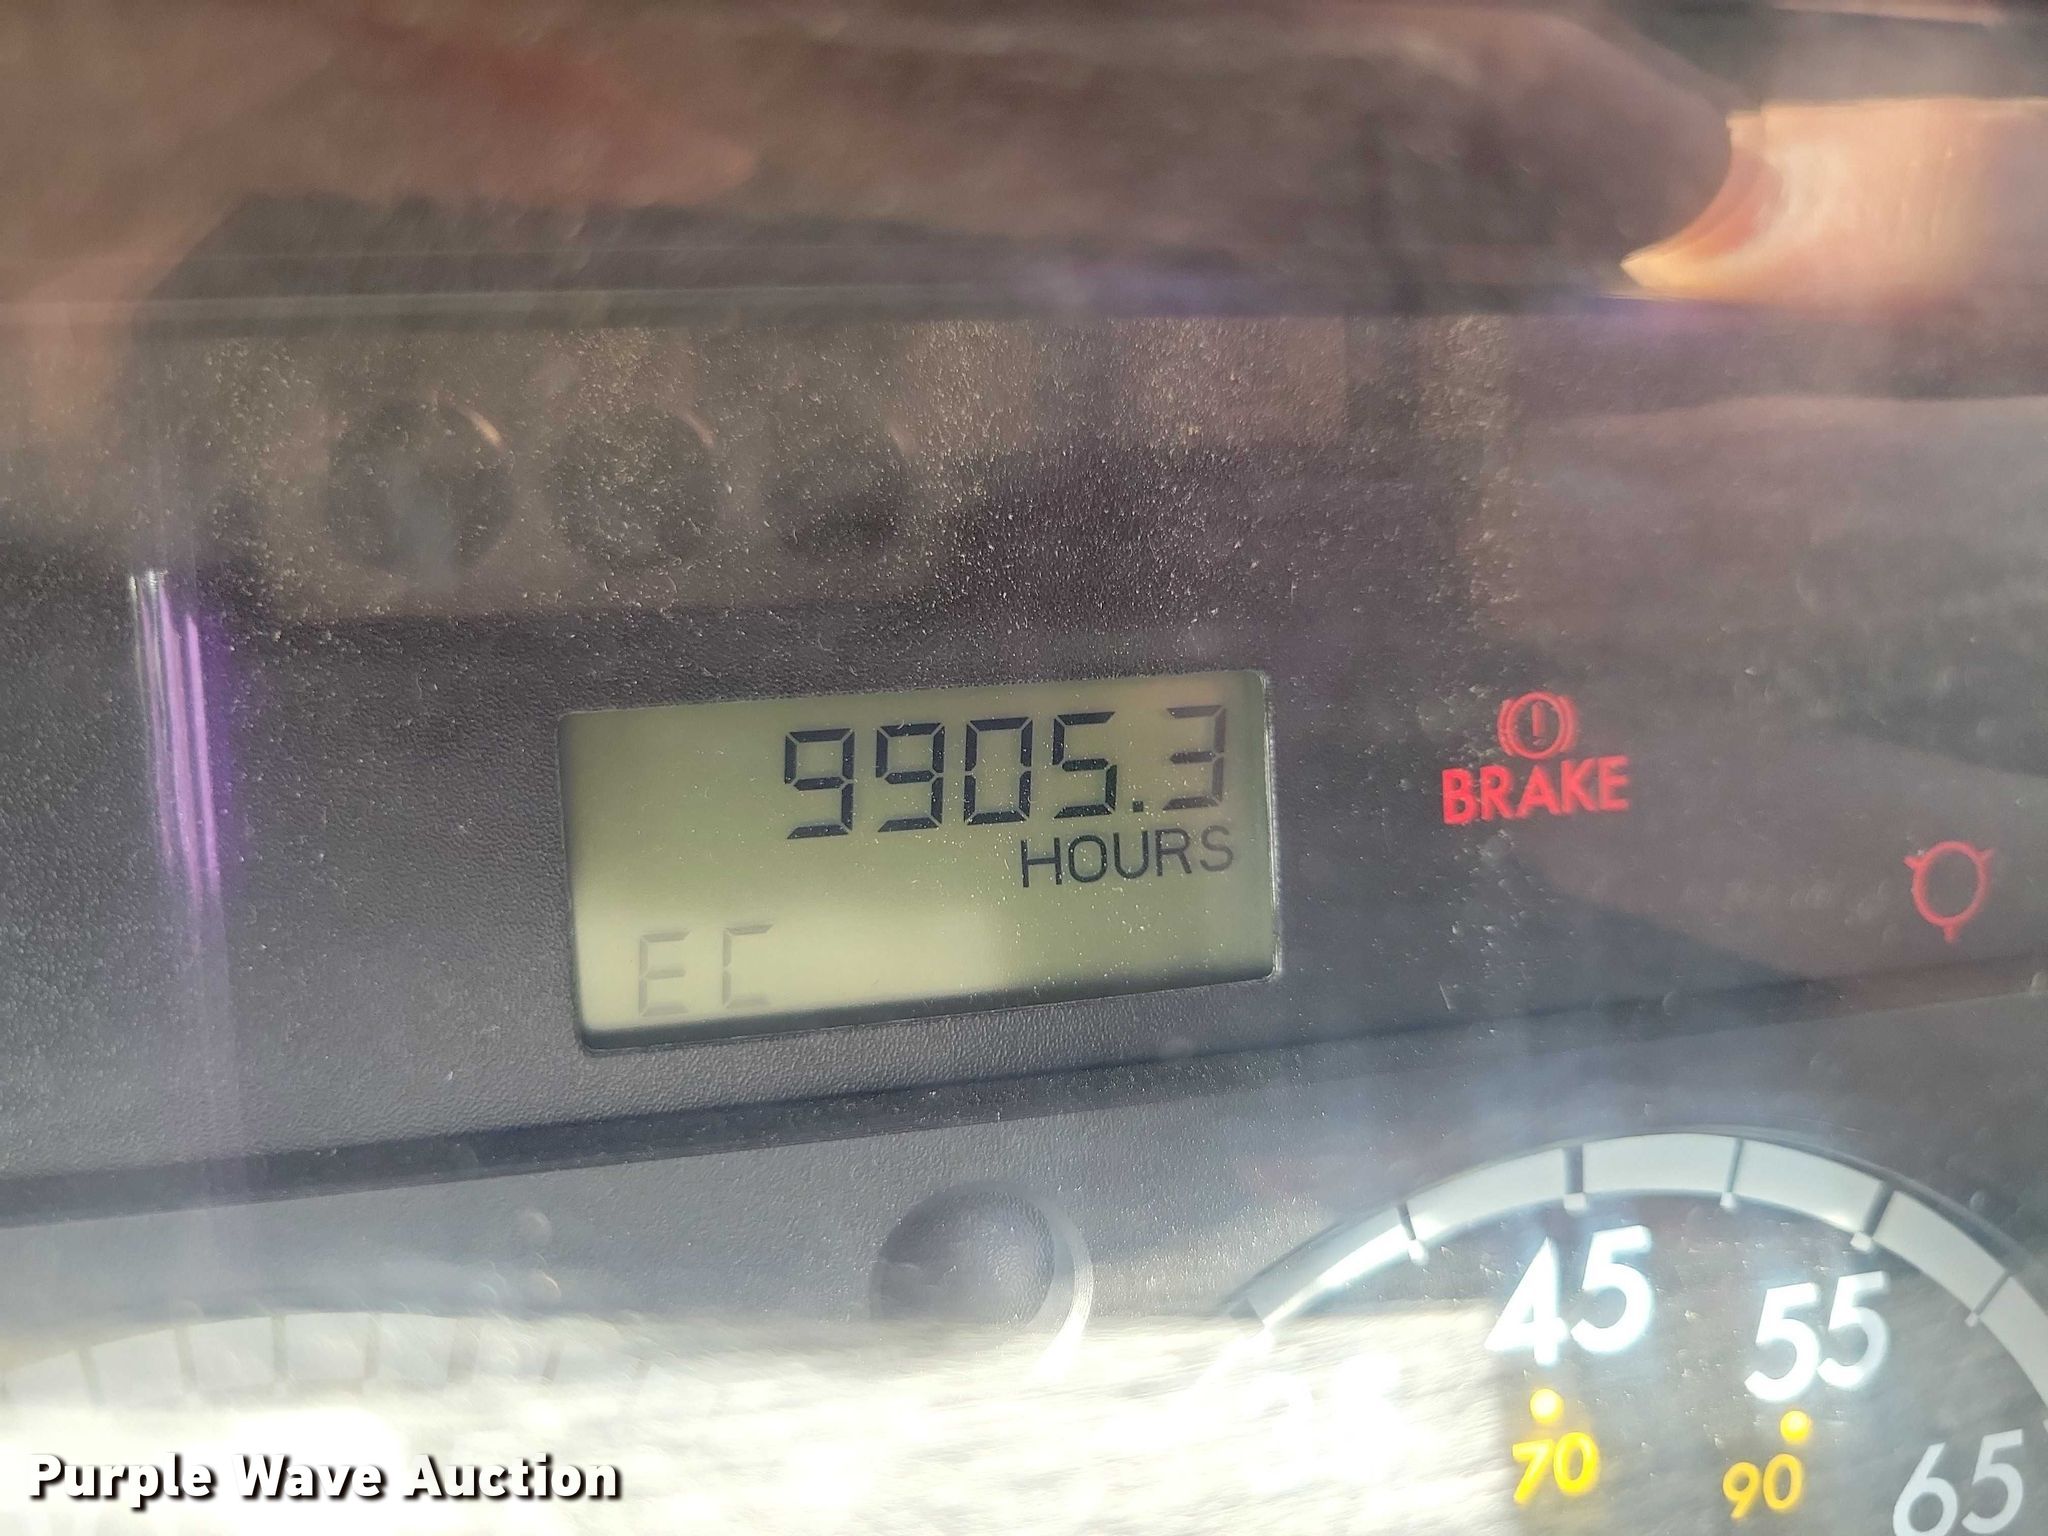 9905.3
HOURS
EC
BRAKE
45
55
70
90
65
Purple Wave Auction